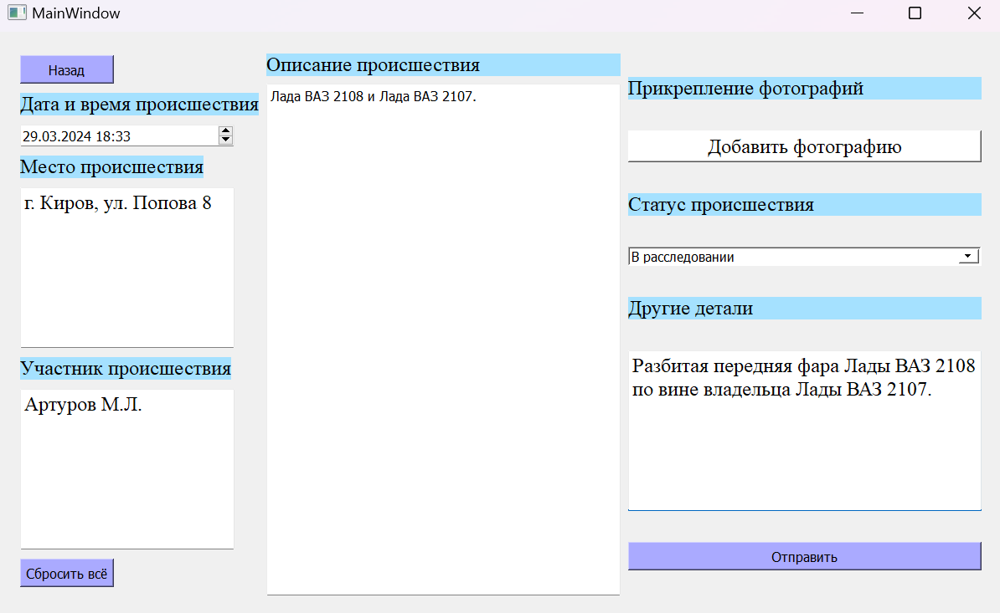 MainWindow
Назад
Дата и время происшествия
29.03.2024 18:33
Место происшествия
г. Киров, ул. Попова 8
Участник происшествия
Артуров М.Л.
Сбросить всё
Описание происшествия
Лада ВАЗ 2108 и Лада ВАЗ 2107.
Прикрепление фотографий
Добавить фотографию
Статус происшествия
В расследовании
Другие детали
Разбитая передняя фара Лады ВАЗ 2108
по вине владельца Лады ВАЗ 2107.
Отправить